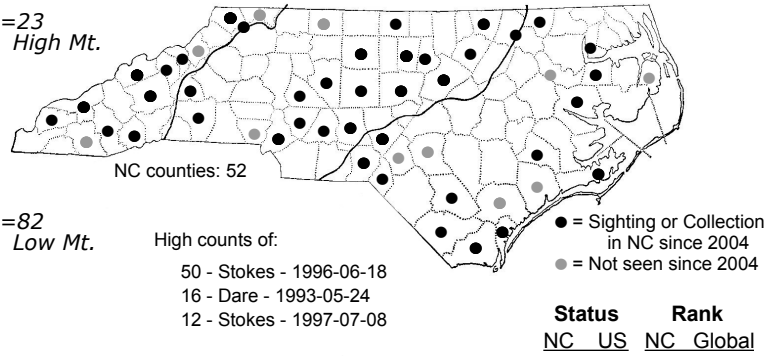 =23
High Mt.
NC counties: 52
=82
Low Mt.
High counts of:
50 - Stokes - 1996-06-18
16 - Dare - 1993-05-24
12 - Stokes - 1997-07-08
= Sighting or Collection
in NC since 2004
= Not seen since 2004
Status Rank
NC US NC Global